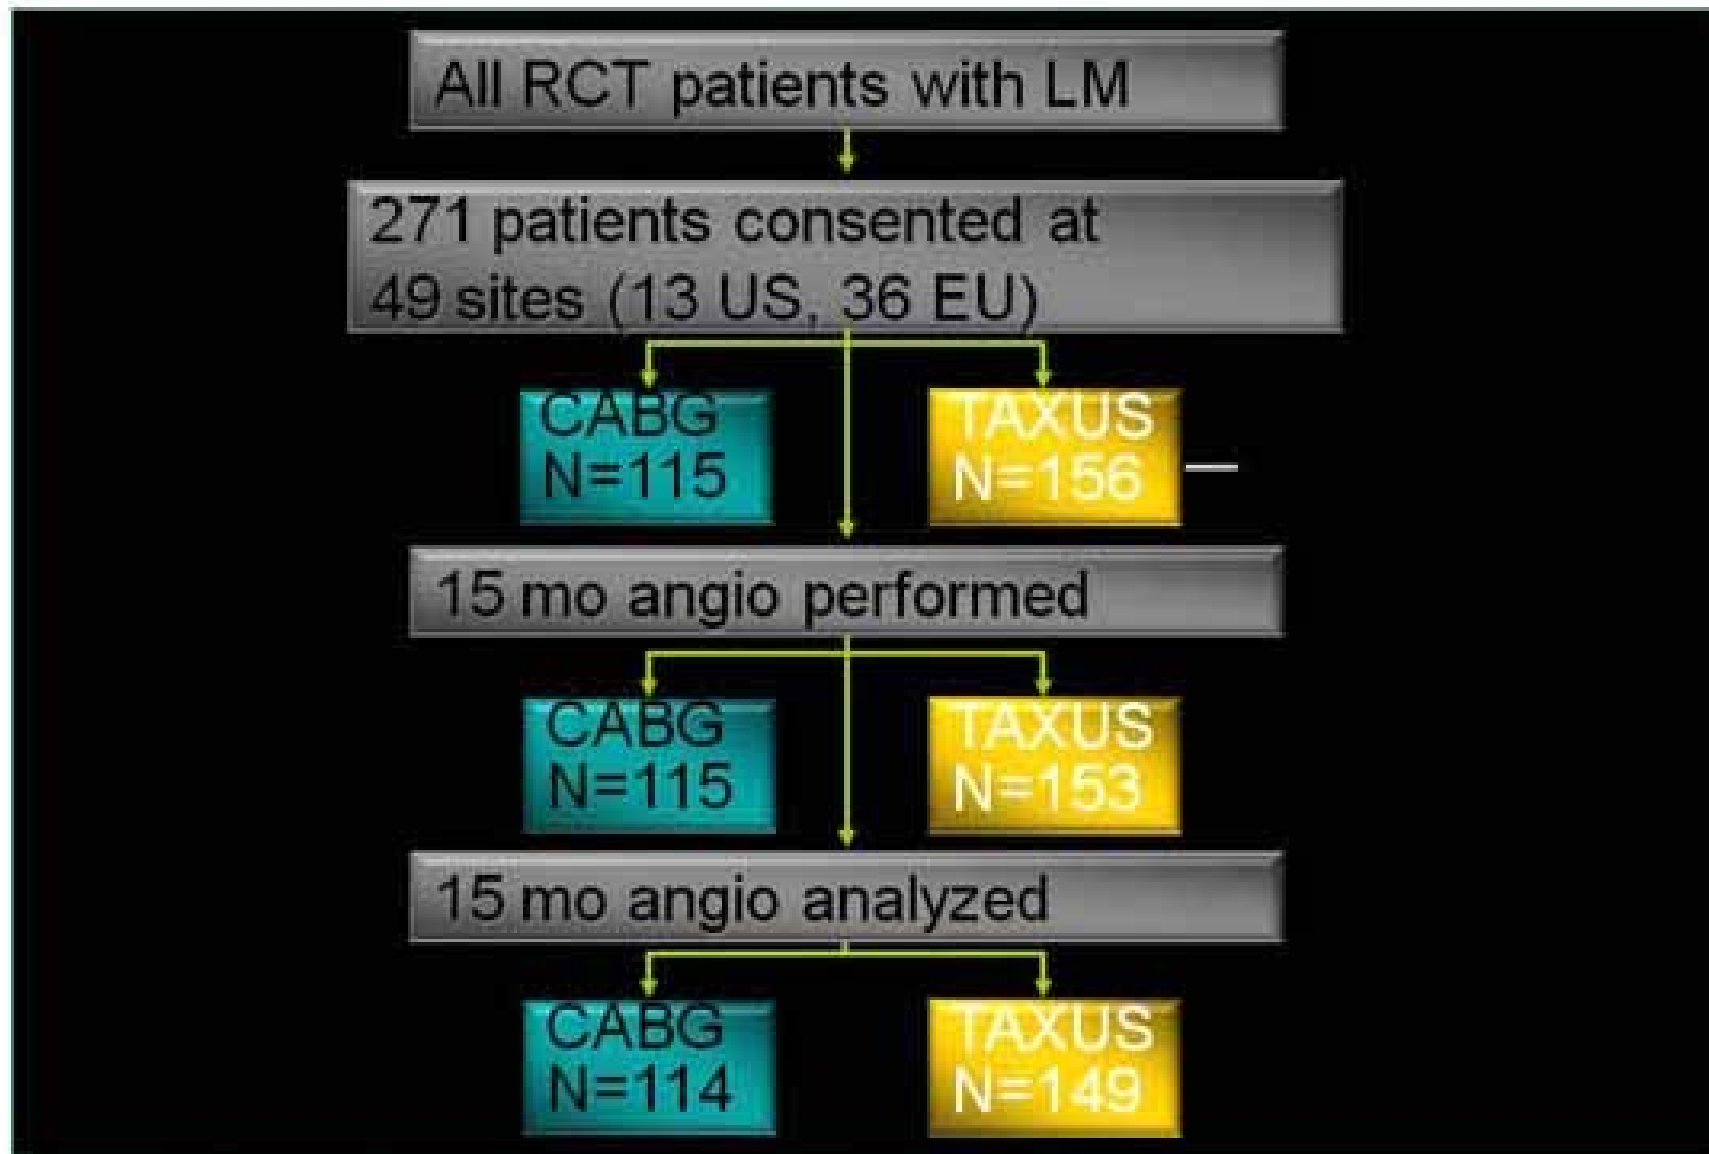 All RCT patients with LM
271 patients consented at
49 sites (13 US, 36 EU)
CABG
N=115
TAXUS
N=156
15 mo angio performed
CABG
N=115
TAXUS
N=153
15 mo angio analyzed
CABG
N=114
TAXUS
N=149